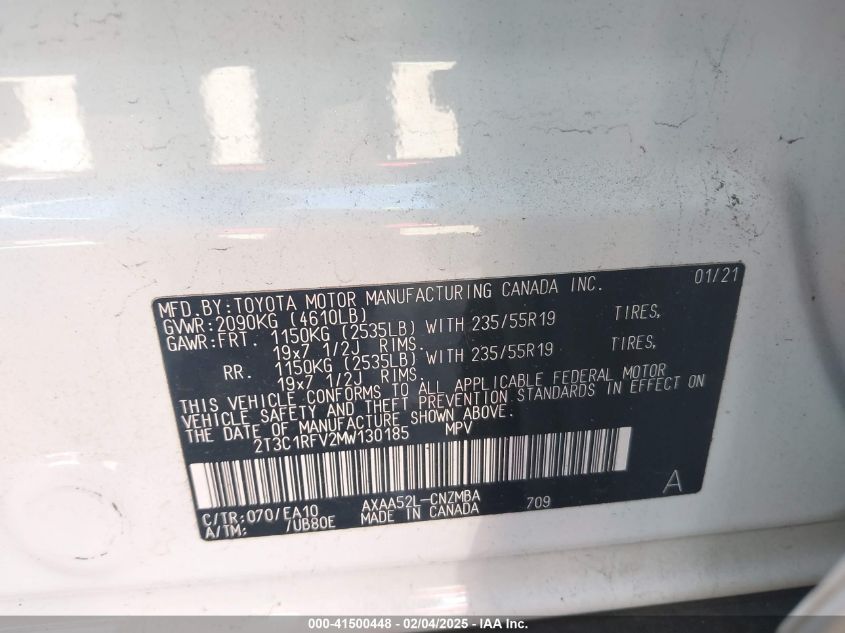 MFD. BY: TOYOTA MOTOR MANUFACTURING CANADA INC. 01/21
GVWR: 2090KG (4610LB)
GAWR: FRT. 1150KG (2535LB) WITH 235/55R19 TIRES,
19x7 1/2J RIMS.
RR. 1150KG (2535LB) WITH 235/55R19 TIRES,
19x7 1/2J RIMS.
THIS VEHICLE CONFORMS TO ALL APPLICABLE FEDERAL MOTOR
VEHICLE SAFETY AND THEFT PREVENTION STANDARDS IN EFFECT ON
THE DATE OF MANUFACTURE SHOWN ABOVE.
2T3C1RFV2MW130185 MPV
A
C/TR: 070/EA10 AXAA52L-CNZMBA 709
A/TM: /UB80E MADE IN CANADA
000-41500448 - 02/04/2025 - IAA Inc.